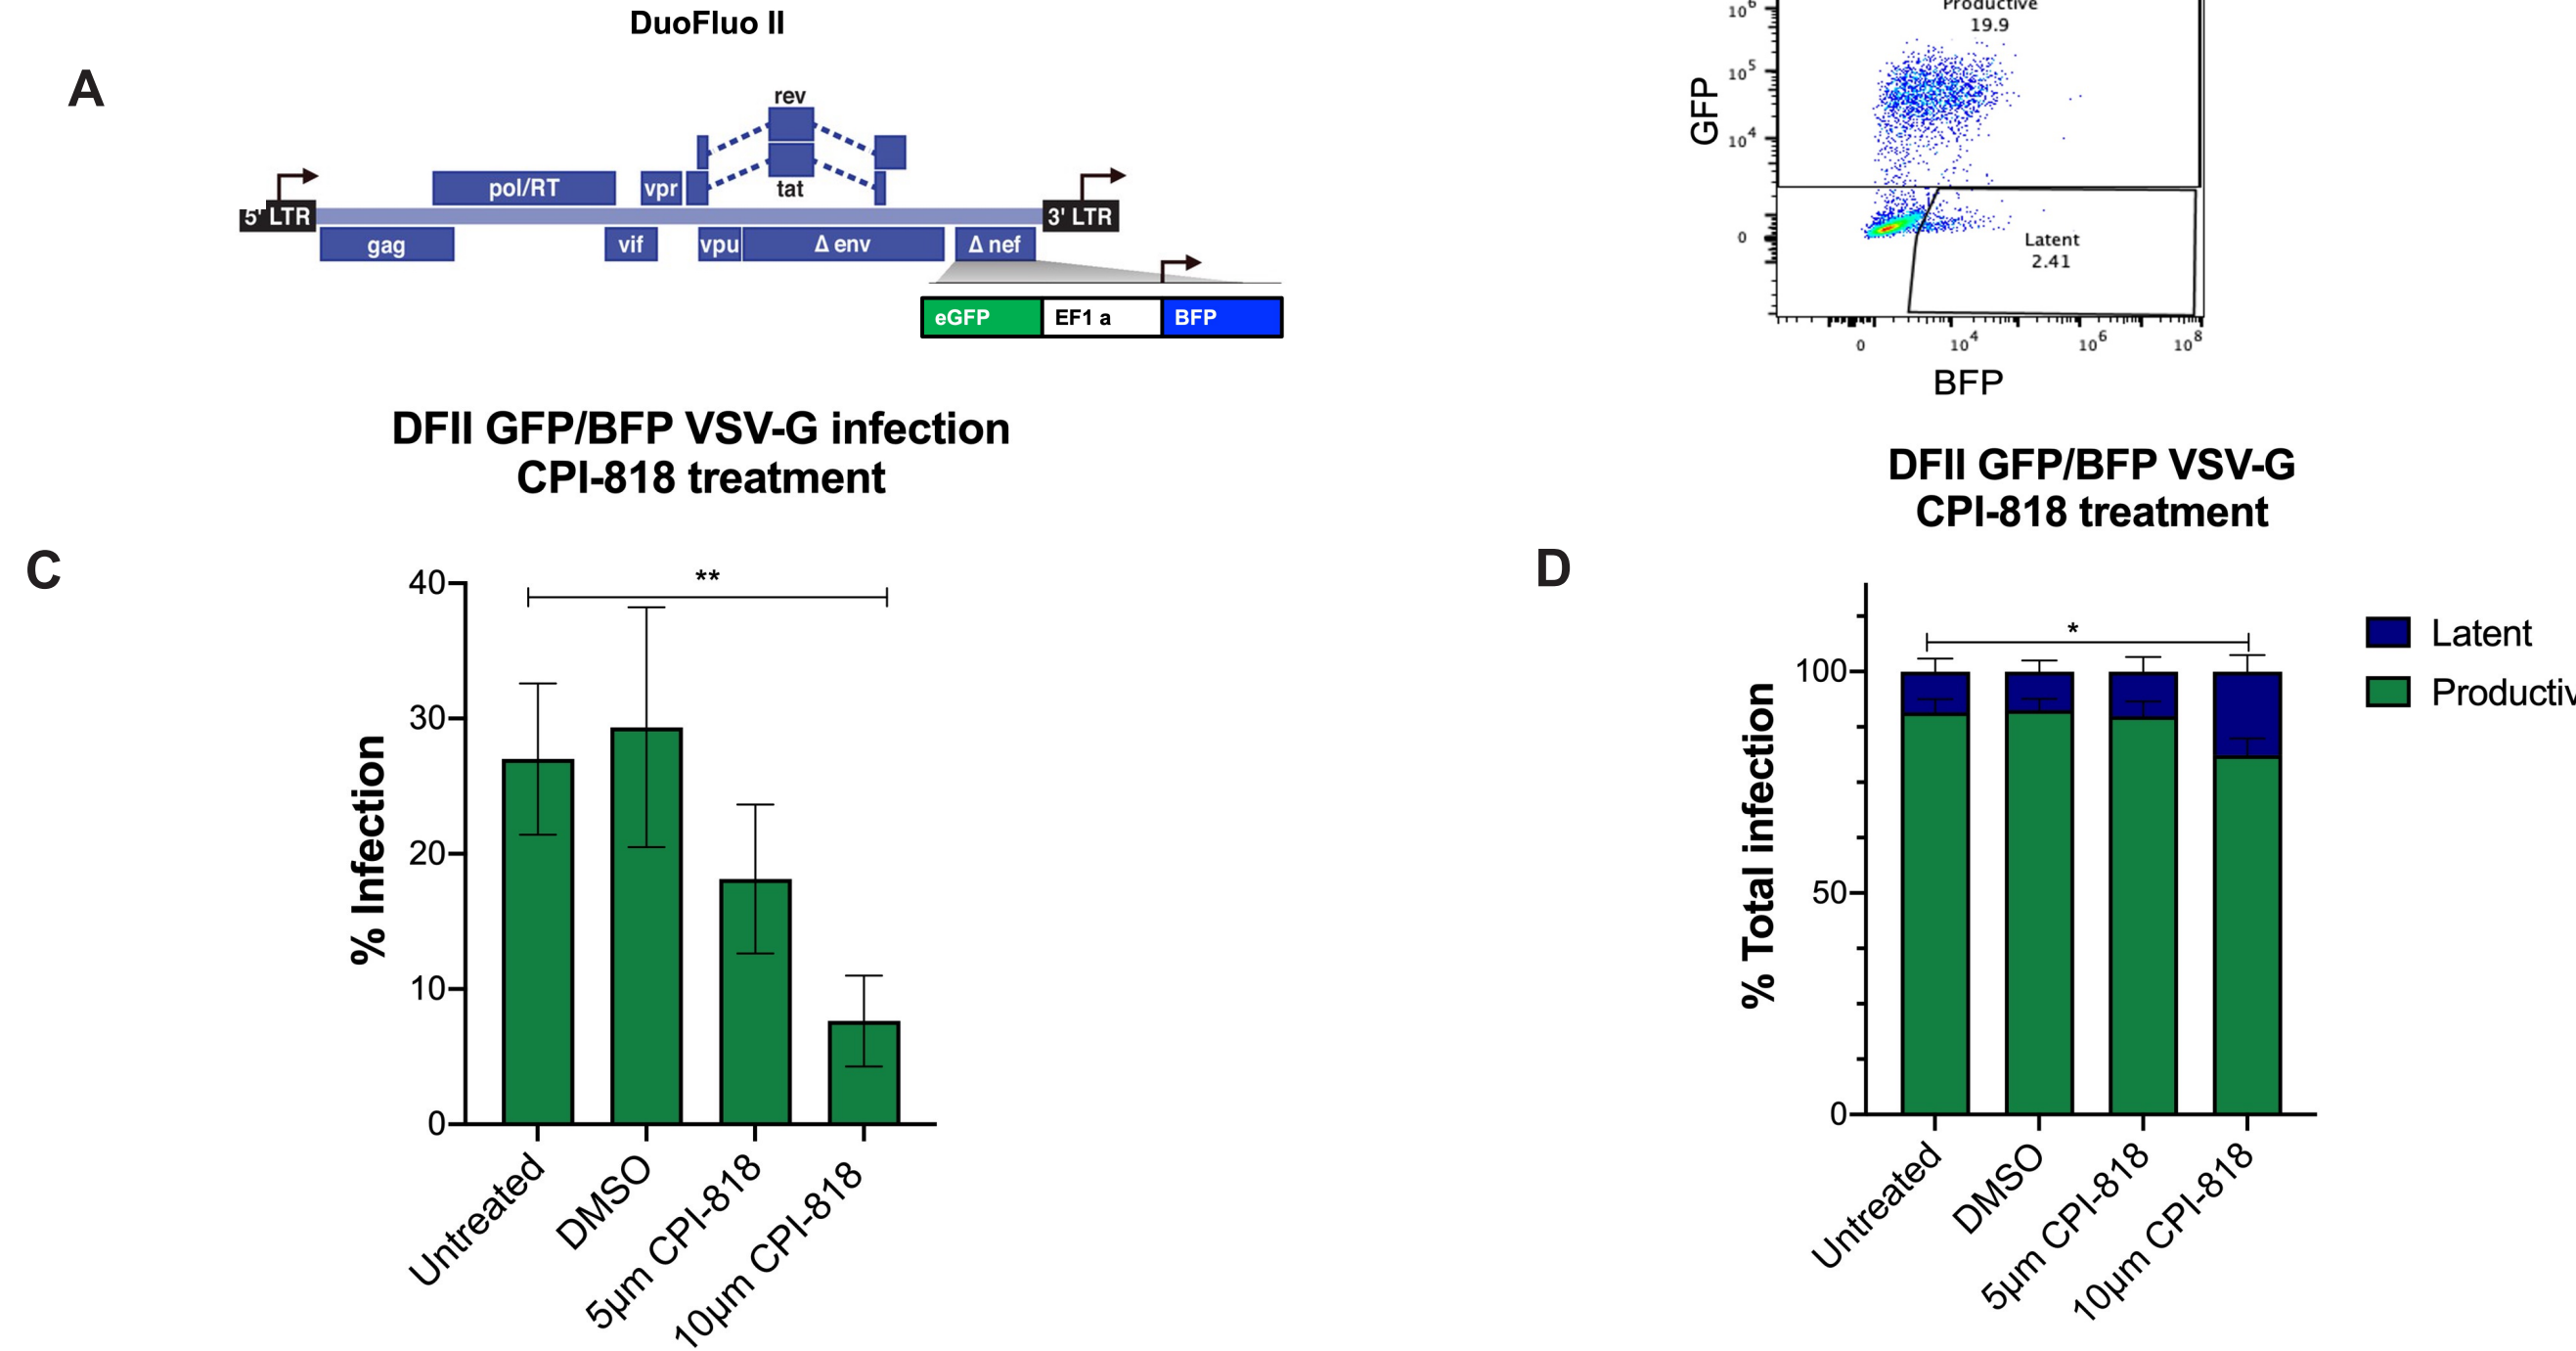 DuoFluo II
A
rev
tat
pol/RT
vpr
5' LTR
3' LTR
gag
vif
vpu
Δ env
Δ nef
eGFP
EF1 a
BFP
Productive
19.9
10⁶
10⁵
10⁴
0
GFP
Latent
2.41
0
10⁴
10⁶
10⁸
BFP
C
DFII GFP/BFP VSV-G infection
CPI-818 treatment
**
40
30
20
10
0
% Infection
Untreated
DMSO
5µm CPI-818
10µm CPI-818
D
DFII GFP/BFP VSV-G
CPI-818 treatment
*
100
50
0
% Total infection
Untreated
DMSO
5µm CPI-818
10µm CPI-818
Latent
Productiv